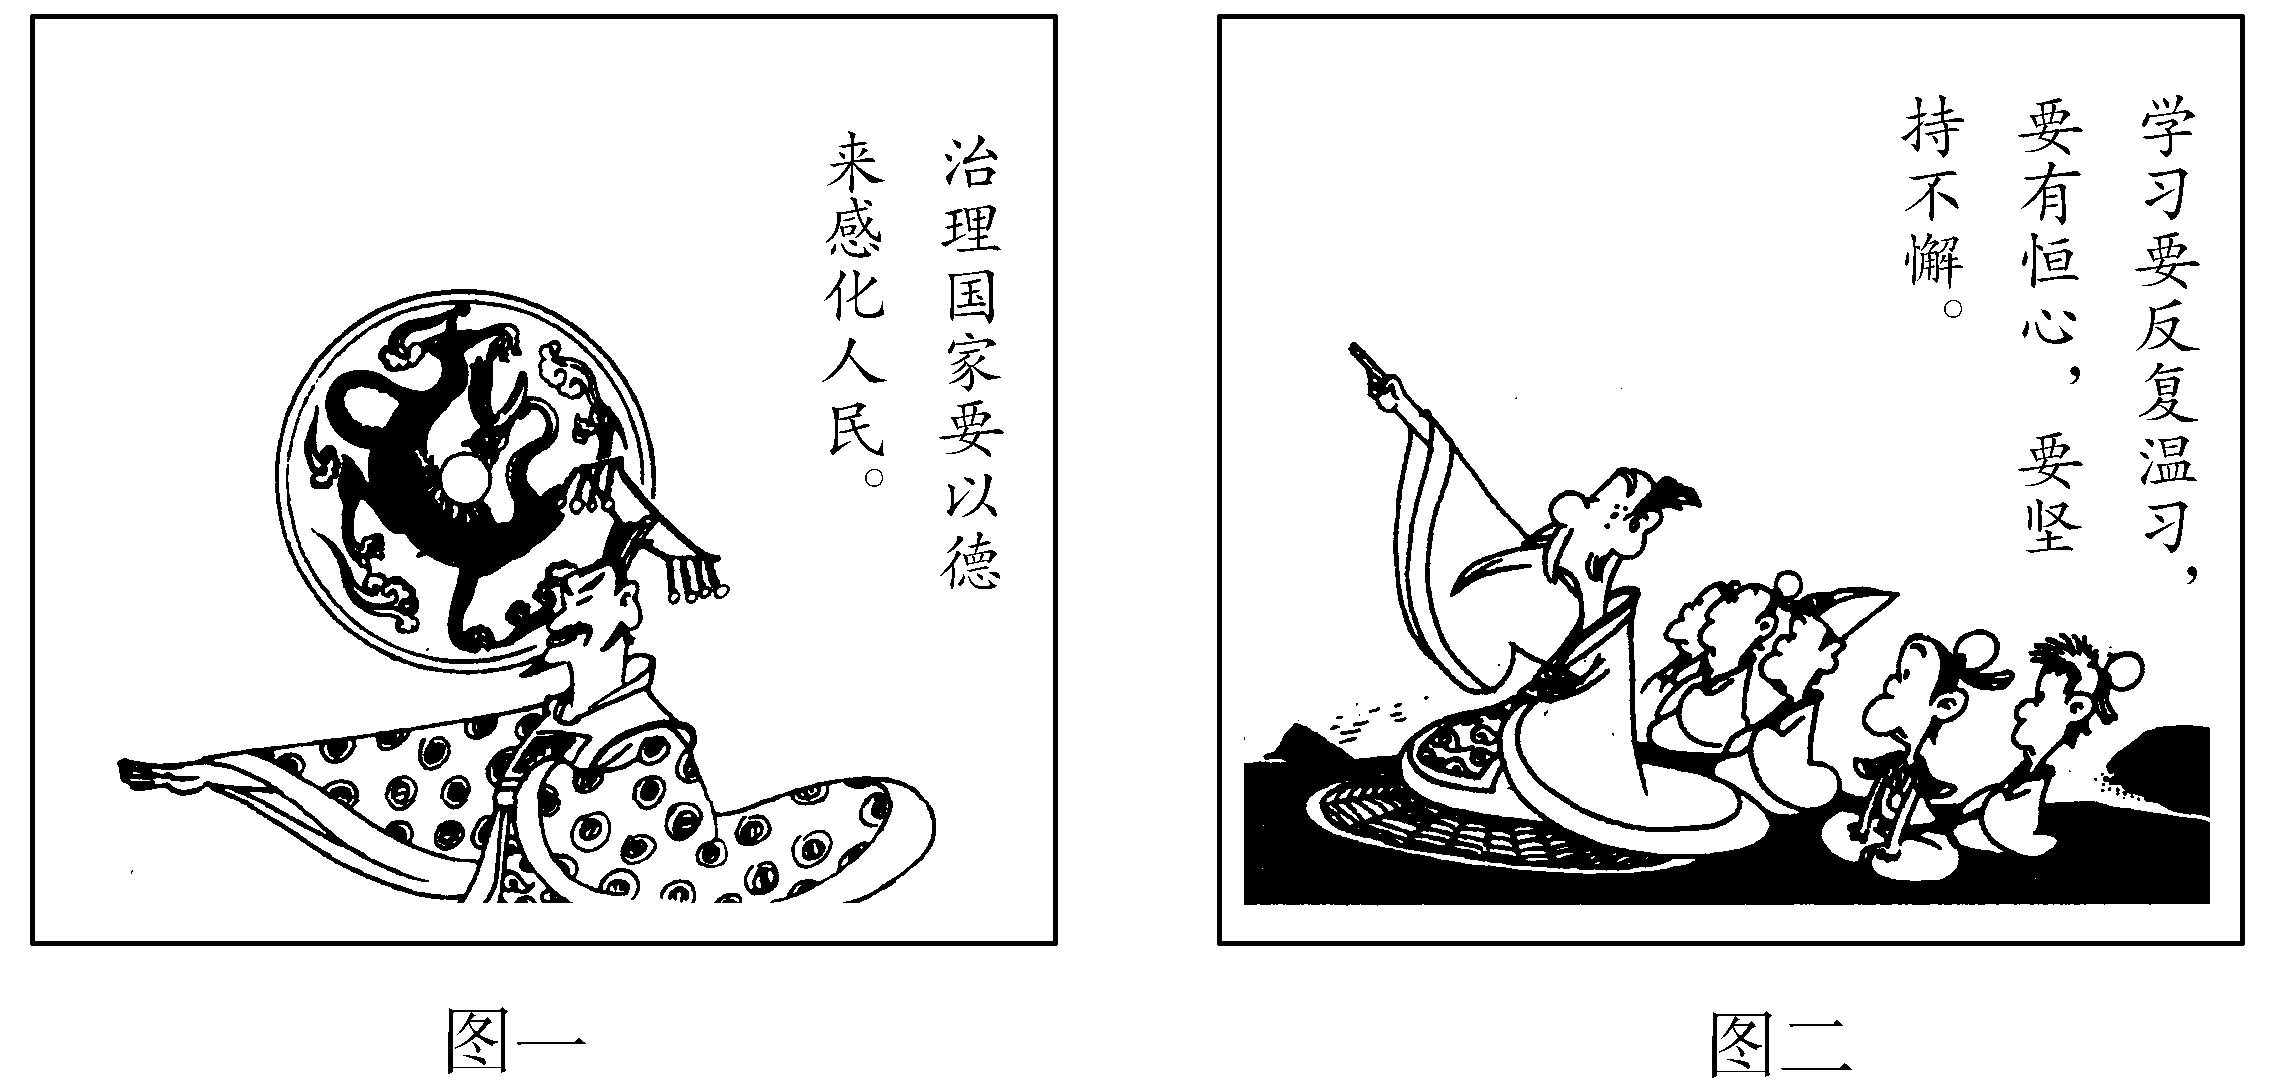 治理国家要以德
来感化人民。
学习要反复温习，
要有恒心，要坚
持不懈。
图一
图二